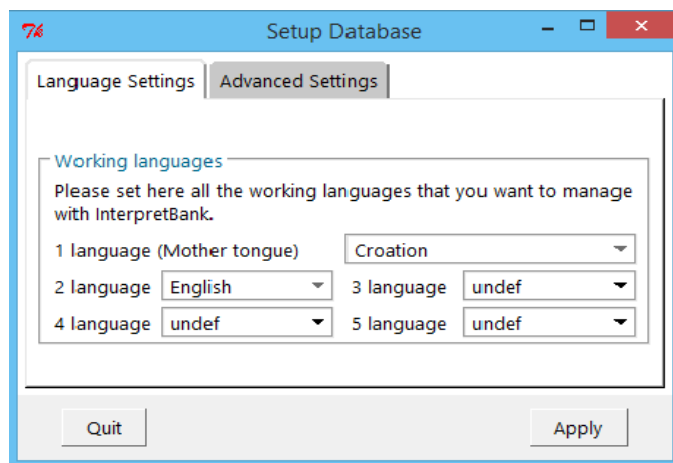 Setup Database
Language Settings Advanced Settings
Working languages
Please set here all the working languages that you want to manage
with InterpretBank.
1 language (Mother tongue) Croation
2 language English 3 language undef
4 language undef 5 language undef
Quit Apply